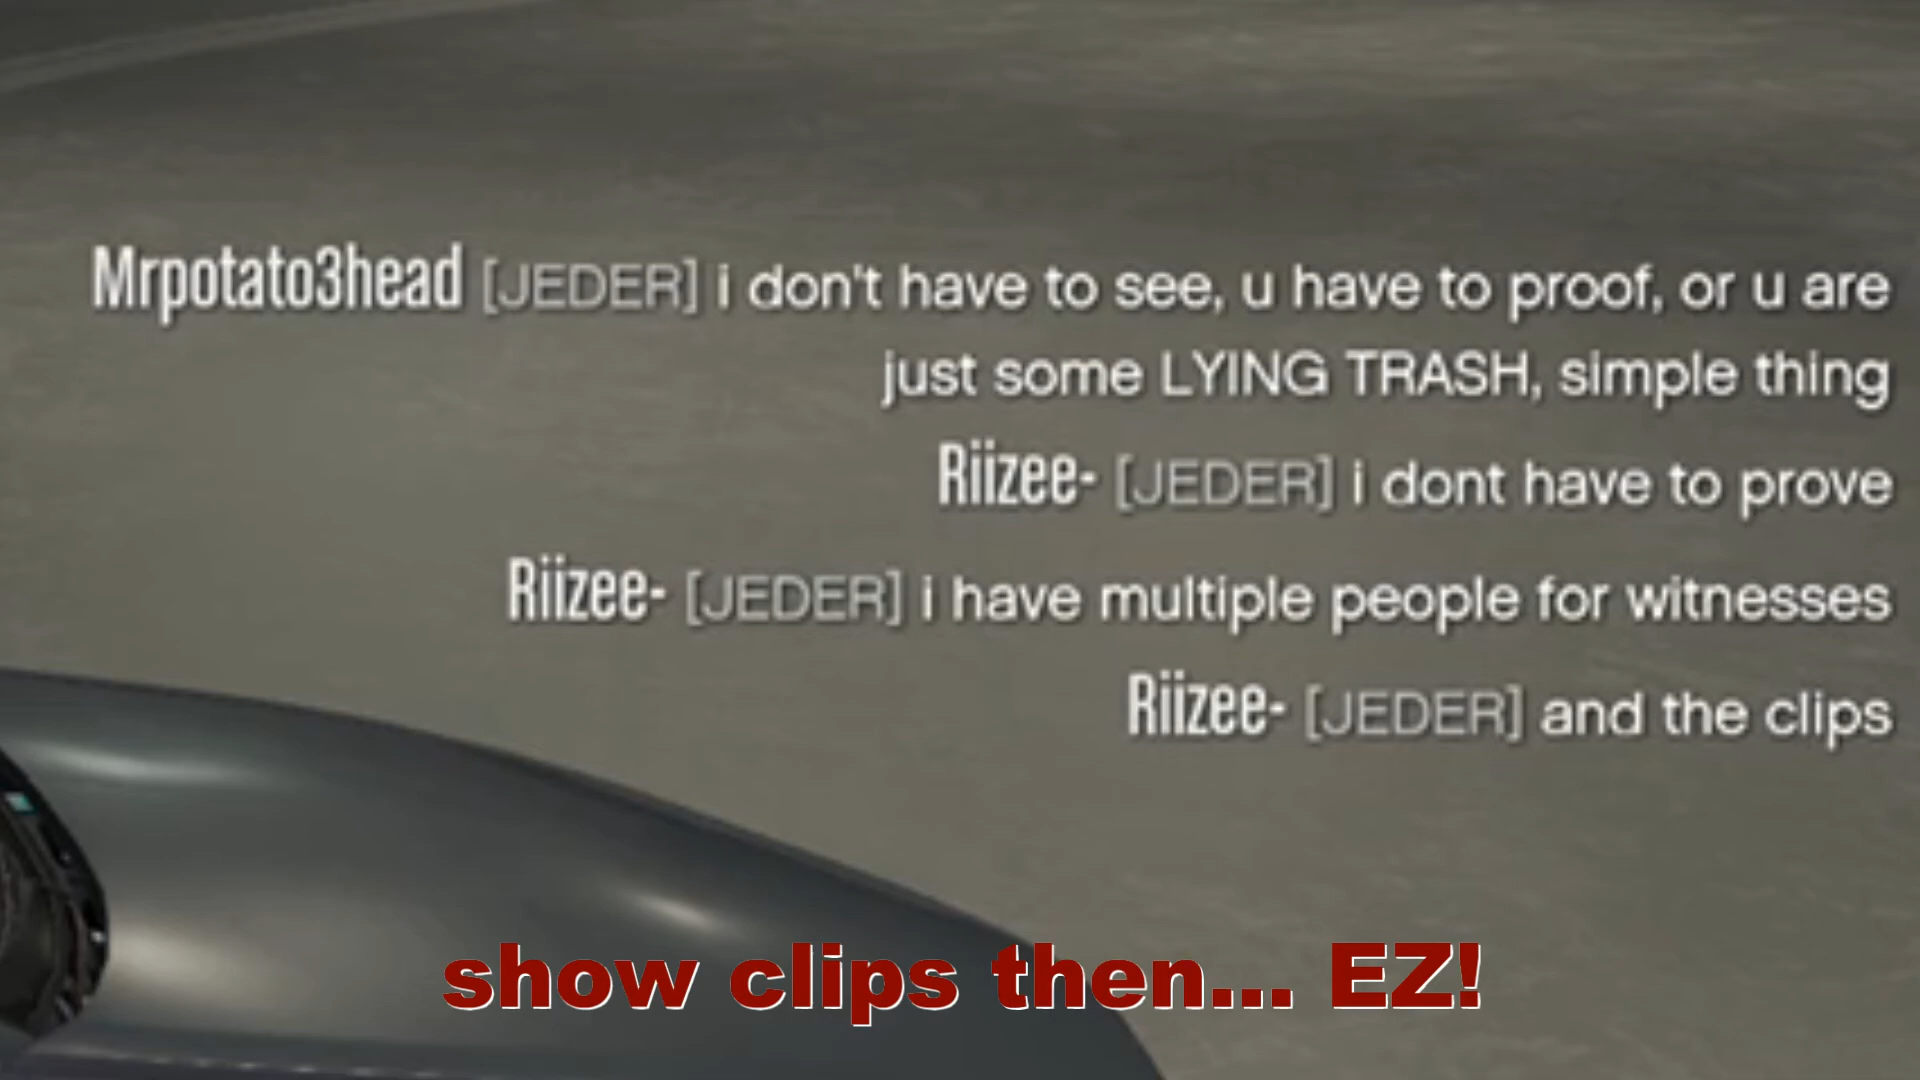 Mrpotato3head [JEDER] i don't have to see, u have to proof, or u are
just some LYING TRASH, simple thing
Riizee- [JEDER] i dont have to prove
Riizee- [JEDER] i have multiple people for witnesses
Riizee- [JEDER] and the clips
show clips then... EZ!